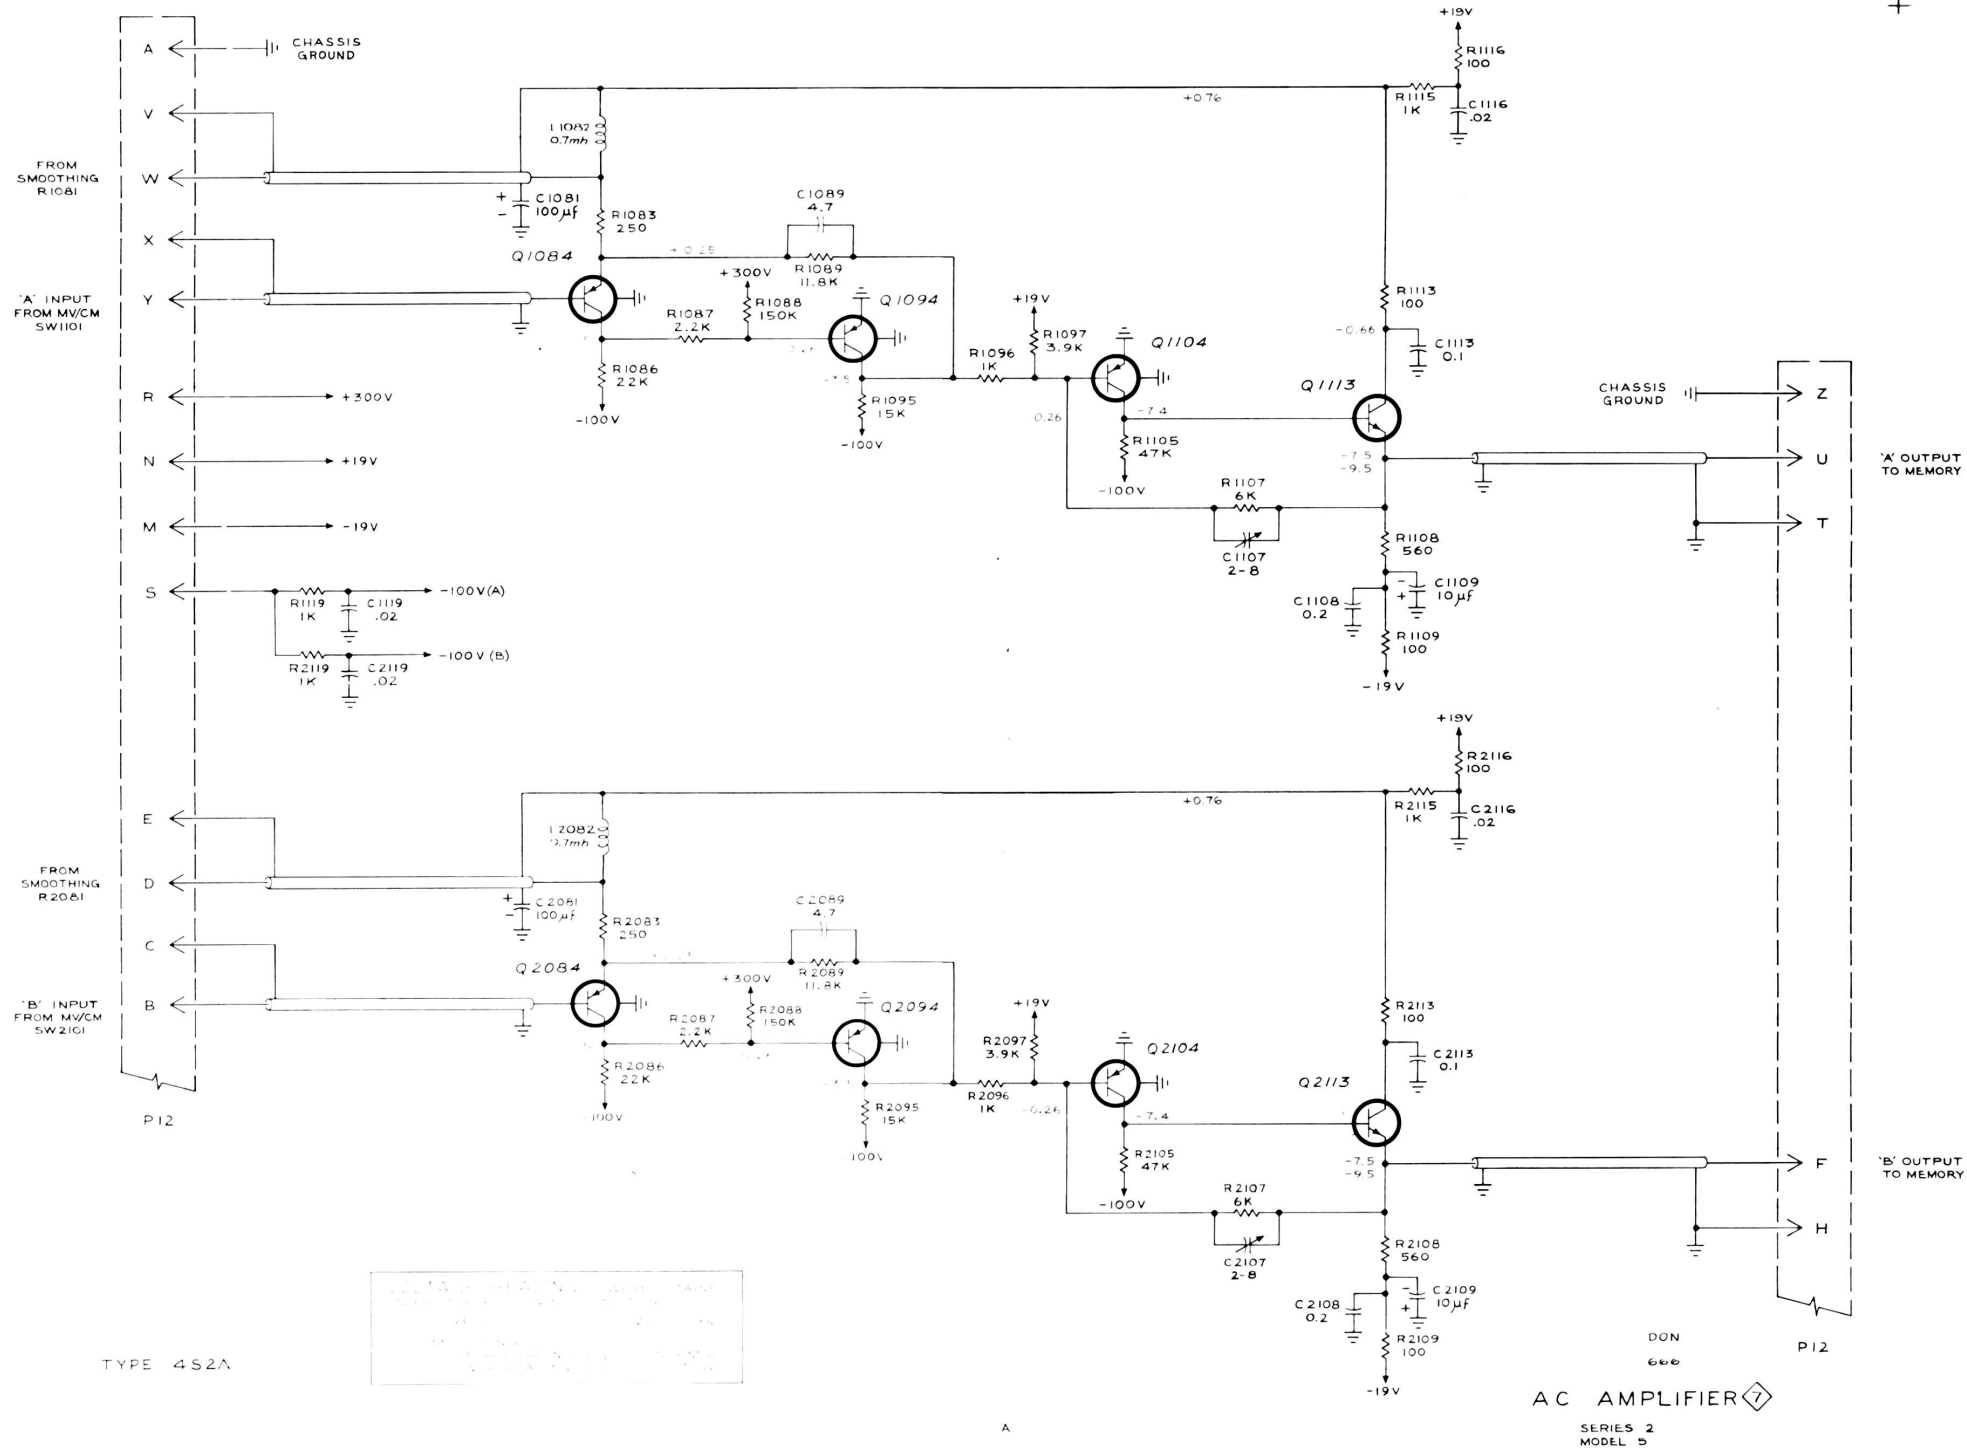 +19V
R1116
100
A
CHASSIS
GROUND
V
+0.76
R1115
1K
C1116
.02
L1082
0.7mh
FROM
SMOOTHING
R1081
W
+
-
C1081
100µf
R1083
250
C1089
4.7
X
Q1084
+0.25
+300V
R1089
11.8K
'A' INPUT
FROM MV/CM
SW1101
Y
R1087
2.2K
R1088
150K
Q1094
+19V
R1097
3.9K
Q1104
R1113
100
-0.66
C1113
0.1
R1086
22K
-100V
-7.5
R1095
15K
-100V
R1096
1K
0.26
-7.4
R1105
47K
-100V
Q1113
CHASSIS
GROUND
Z
R
+300V
N
+19V
-7.5
-9.5
U
'A' OUTPUT
TO MEMORY
R1107
6K
C1107
2-8
T
M
-19V
R1108
560
C1108
0.2
-
+
C1109
10µf
R1109
100
-19V
S
R1119
1K
C1119
.02
-100V(A)
R2119
1K
C2119
.02
-100V(B)
+19V
R2116
100
+0.76
R2115
1K
C2116
.02
E
L2082
0.7mh
FROM
SMOOTHING
R2081
D
+
-
C2081
100µf
R2083
250
C2089
4.7
C
Q2084
+300V
R2089
11.8K
'B' INPUT
FROM MV/CM
SW2101
B
R2087
2.2K
R2088
150K
Q2094
+19V
R2097
3.9K
Q2104
R2113
100
C2113
0.1
R2086
22K
-100V
R2095
15K
-100V
R2096
1K
-0.26
-7.4
R2105
47K
-100V
Q2113
P12
-7.5
-9.5
F
'B' OUTPUT
TO MEMORY
R2107
6K
C2107
2-8
H
R2108
560
C2108
0.2
-
+
C2109
10µf
R2109
100
-19V
P12
TYPE 4S2A
DON
666
AC AMPLIFIER 7
A
SERIES 2
MODEL 5